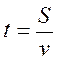 t = S/v